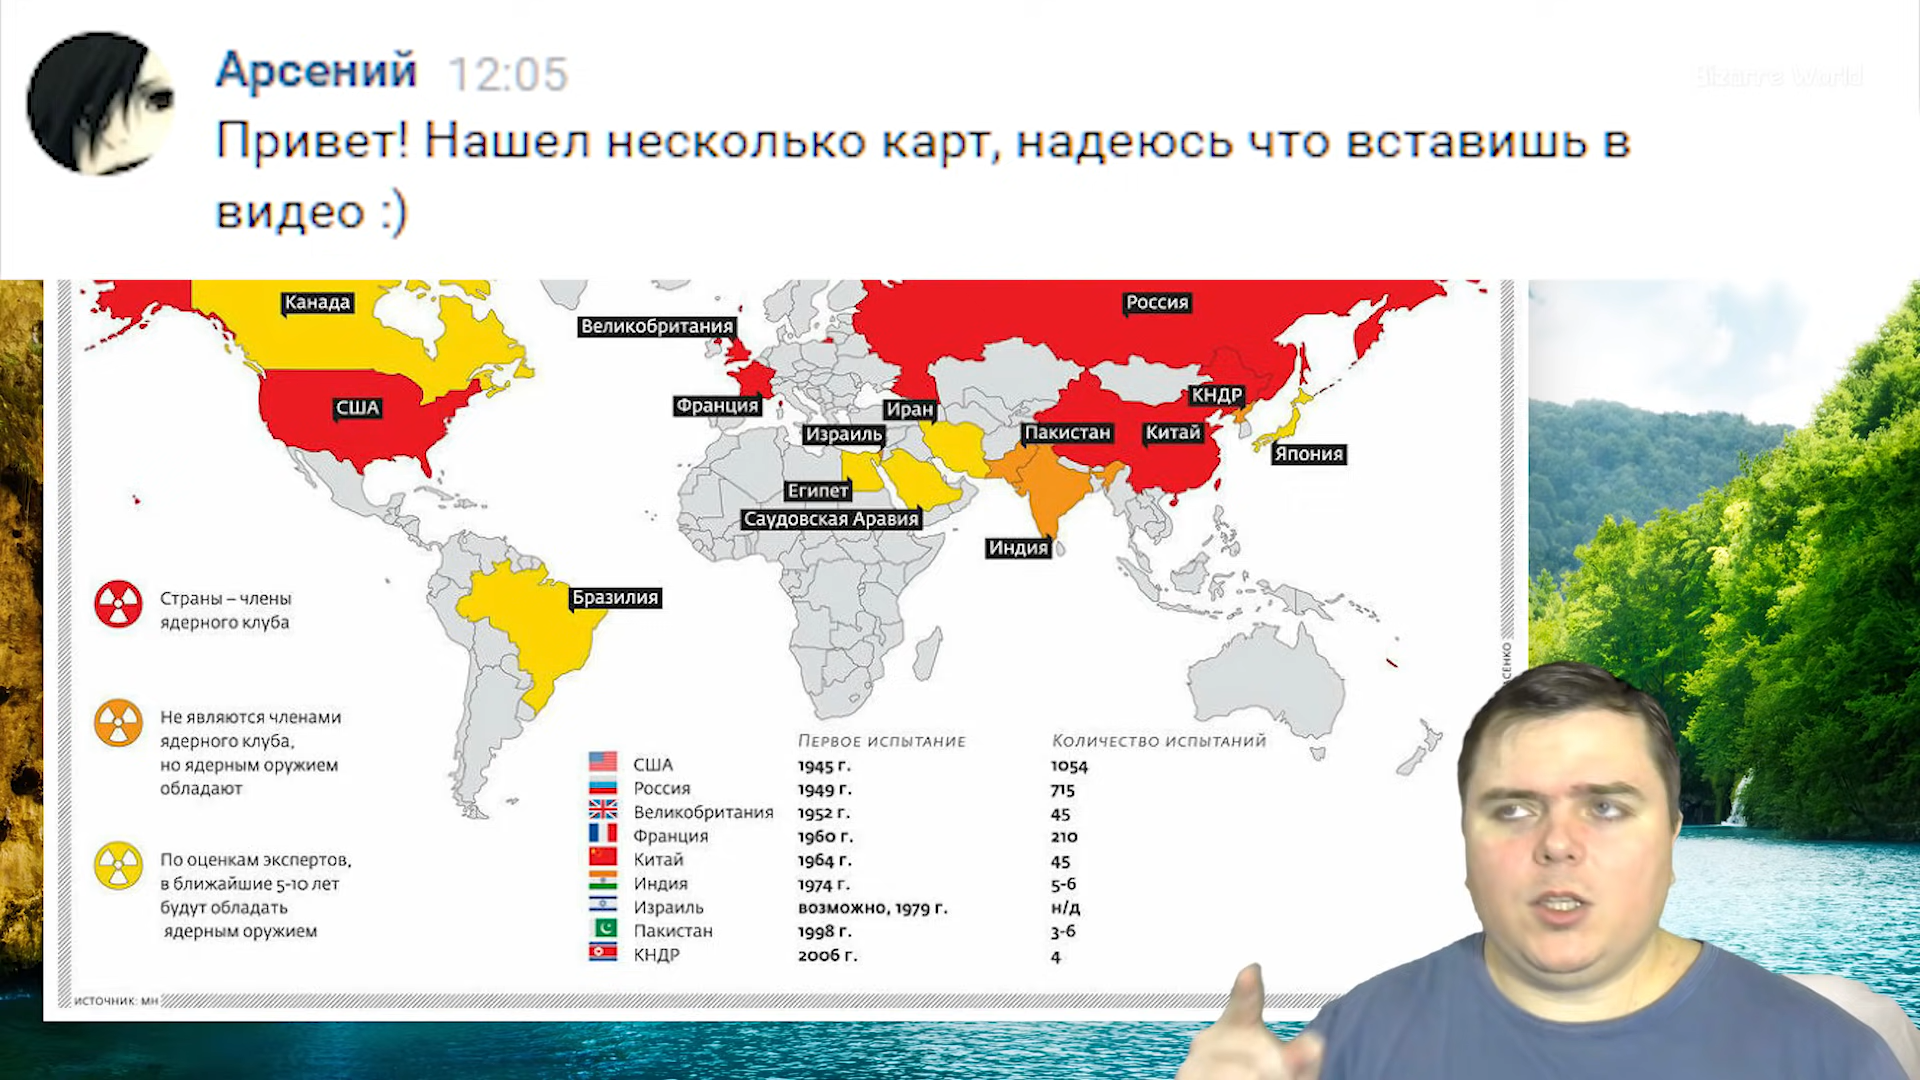 Арсений 12:05
Bizarre World
Привет! Нашел несколько карт, надеюсь что вставишь в
видео :)
Канада
Россия
Великобритания
США
Франция
Иран
КНДР
Израиль
Пакистан
Китай
Япония
Египет
Саудовская Аравия
Индия
Бразилия
Страны – члены
ядерного клуба
Не являются членами
ядерного клуба,
но ядерным оружием
обладают
По оценкам экспертов,
в ближайшие 5-10 лет
будут обладать
ядерным оружием
Первое испытание Количество испытаний
США 1945 г. 1054
Россия 1949 г. 715
Великобритания 1952 г. 45
Франция 1960 г. 210
Китай 1964 г. 45
Индия 1974 г. 5-6
Израиль возможно, 1979 г. н/д
Пакистан 1998 г. 3-6
КНДР 2006 г. 4
источник: мн